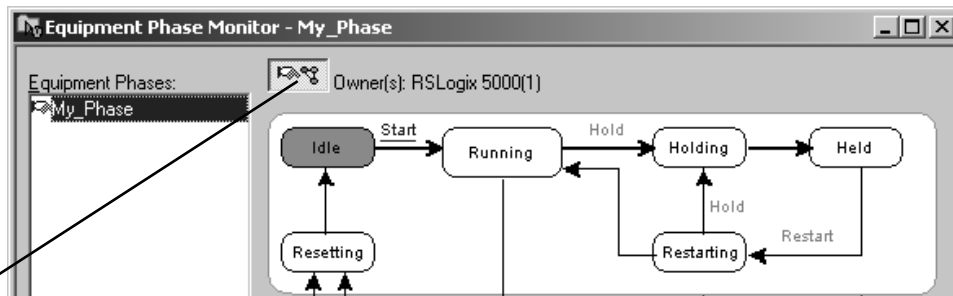 Equipment Phase Monitor - My_Phase
Equipment Phases:
Owner(s): RSLogix 5000(1)
My_Phase
Idle
Start
Running
Hold
Holding
Held
Hold
Resetting
Restarting
Restart